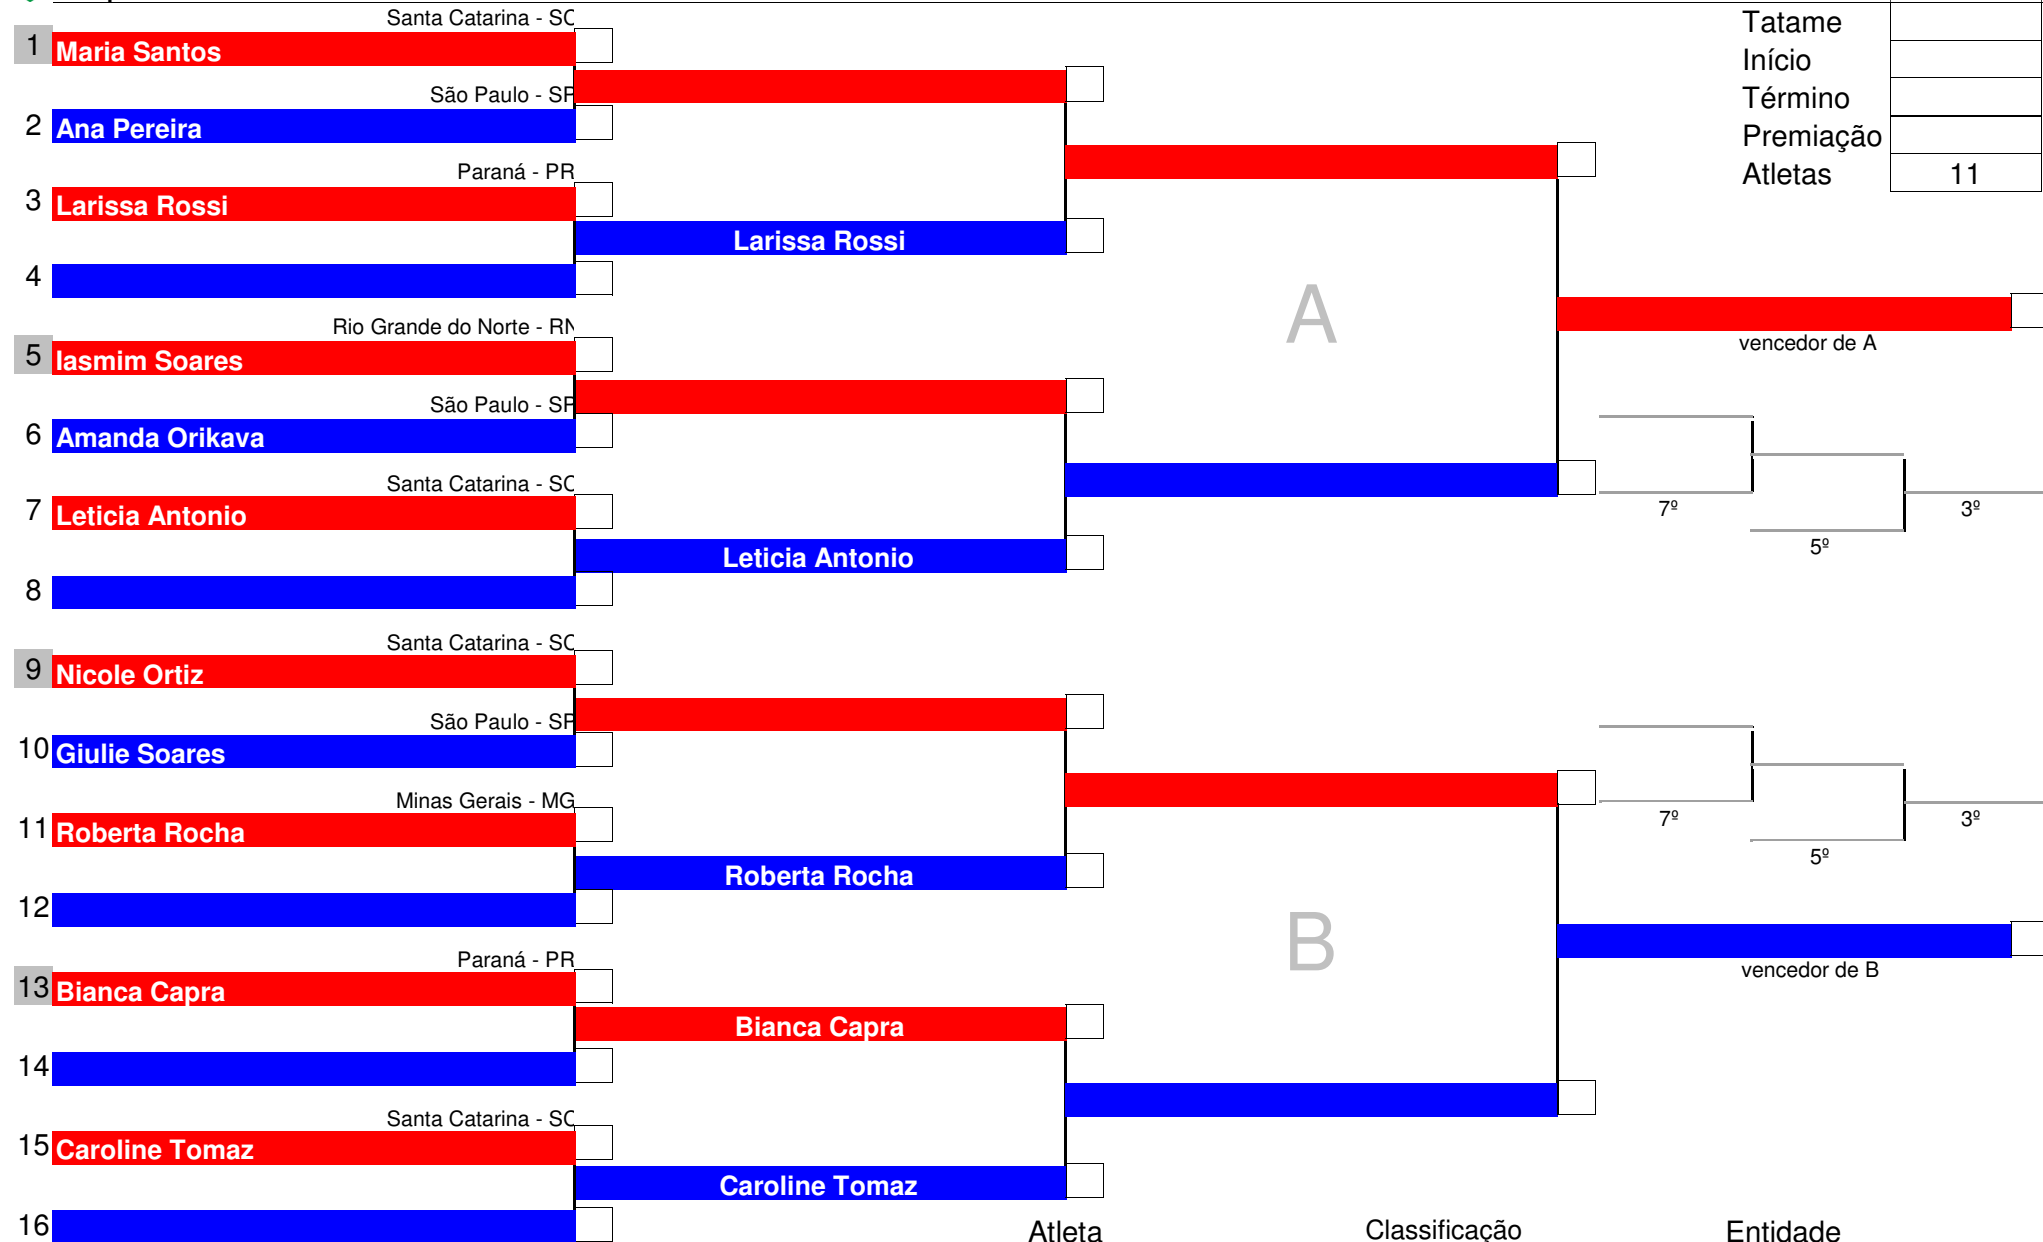 Santa Catarina - SC
1 Maria Santos
São Paulo - SP
2 Ana Pereira
Paraná - PR
3 Larissa Rossi
Larissa Rossi
4
Rio Grande do Norte - RN
5 Iasmim Soares
São Paulo - SP
6 Amanda Orikava
Santa Catarina - SC
7 Leticia Antonio
Leticia Antonio
8
Santa Catarina - SC
9 Nicole Ortiz
São Paulo - SP
10 Giulie Soares
Minas Gerais - MG
11 Roberta Rocha
Roberta Rocha
12
Paraná - PR
13 Bianca Capra
Bianca Capra
14
Santa Catarina - SC
15 Caroline Tomaz
Caroline Tomaz
16
A
B
Tatame
Início
Término
Premiação
Atletas 11
vencedor de A
7º
3º
5º
7º
3º
5º
vencedor de B
Atleta Classificação Entidade